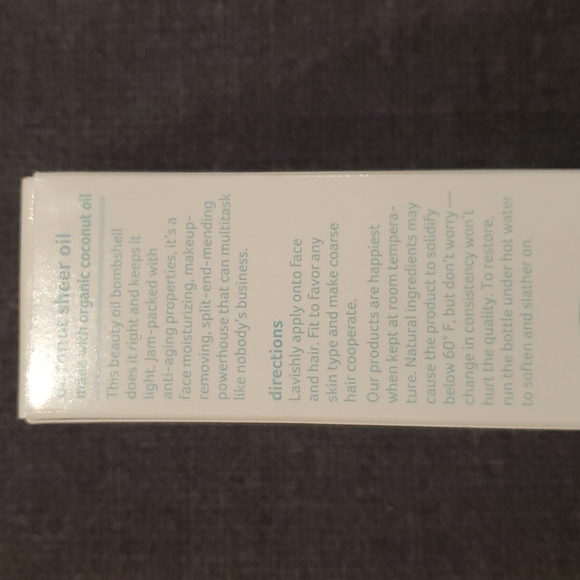 coconut sheer oil
made with organic coconut oil
This beauty oil bombshell
does it right and keeps it
light, Jam-packed with
anti-aging properties, it's a
face moisturizing, makeup-
removing, split-end-mending
powerhouse that can multitask
like nobody's business.
directions
Lavishly apply onto face
and hair. Fit to favor any
skin type and make coarse
hair cooperate.
Our products are happiest
when kept at room tempera-
ture. Natural ingredients may
cause the product to solidify
below 60° F, but don't worry —
change in consistency won't
hurt the quality. To restore,
run the bottle under hot water
to soften and slather on.